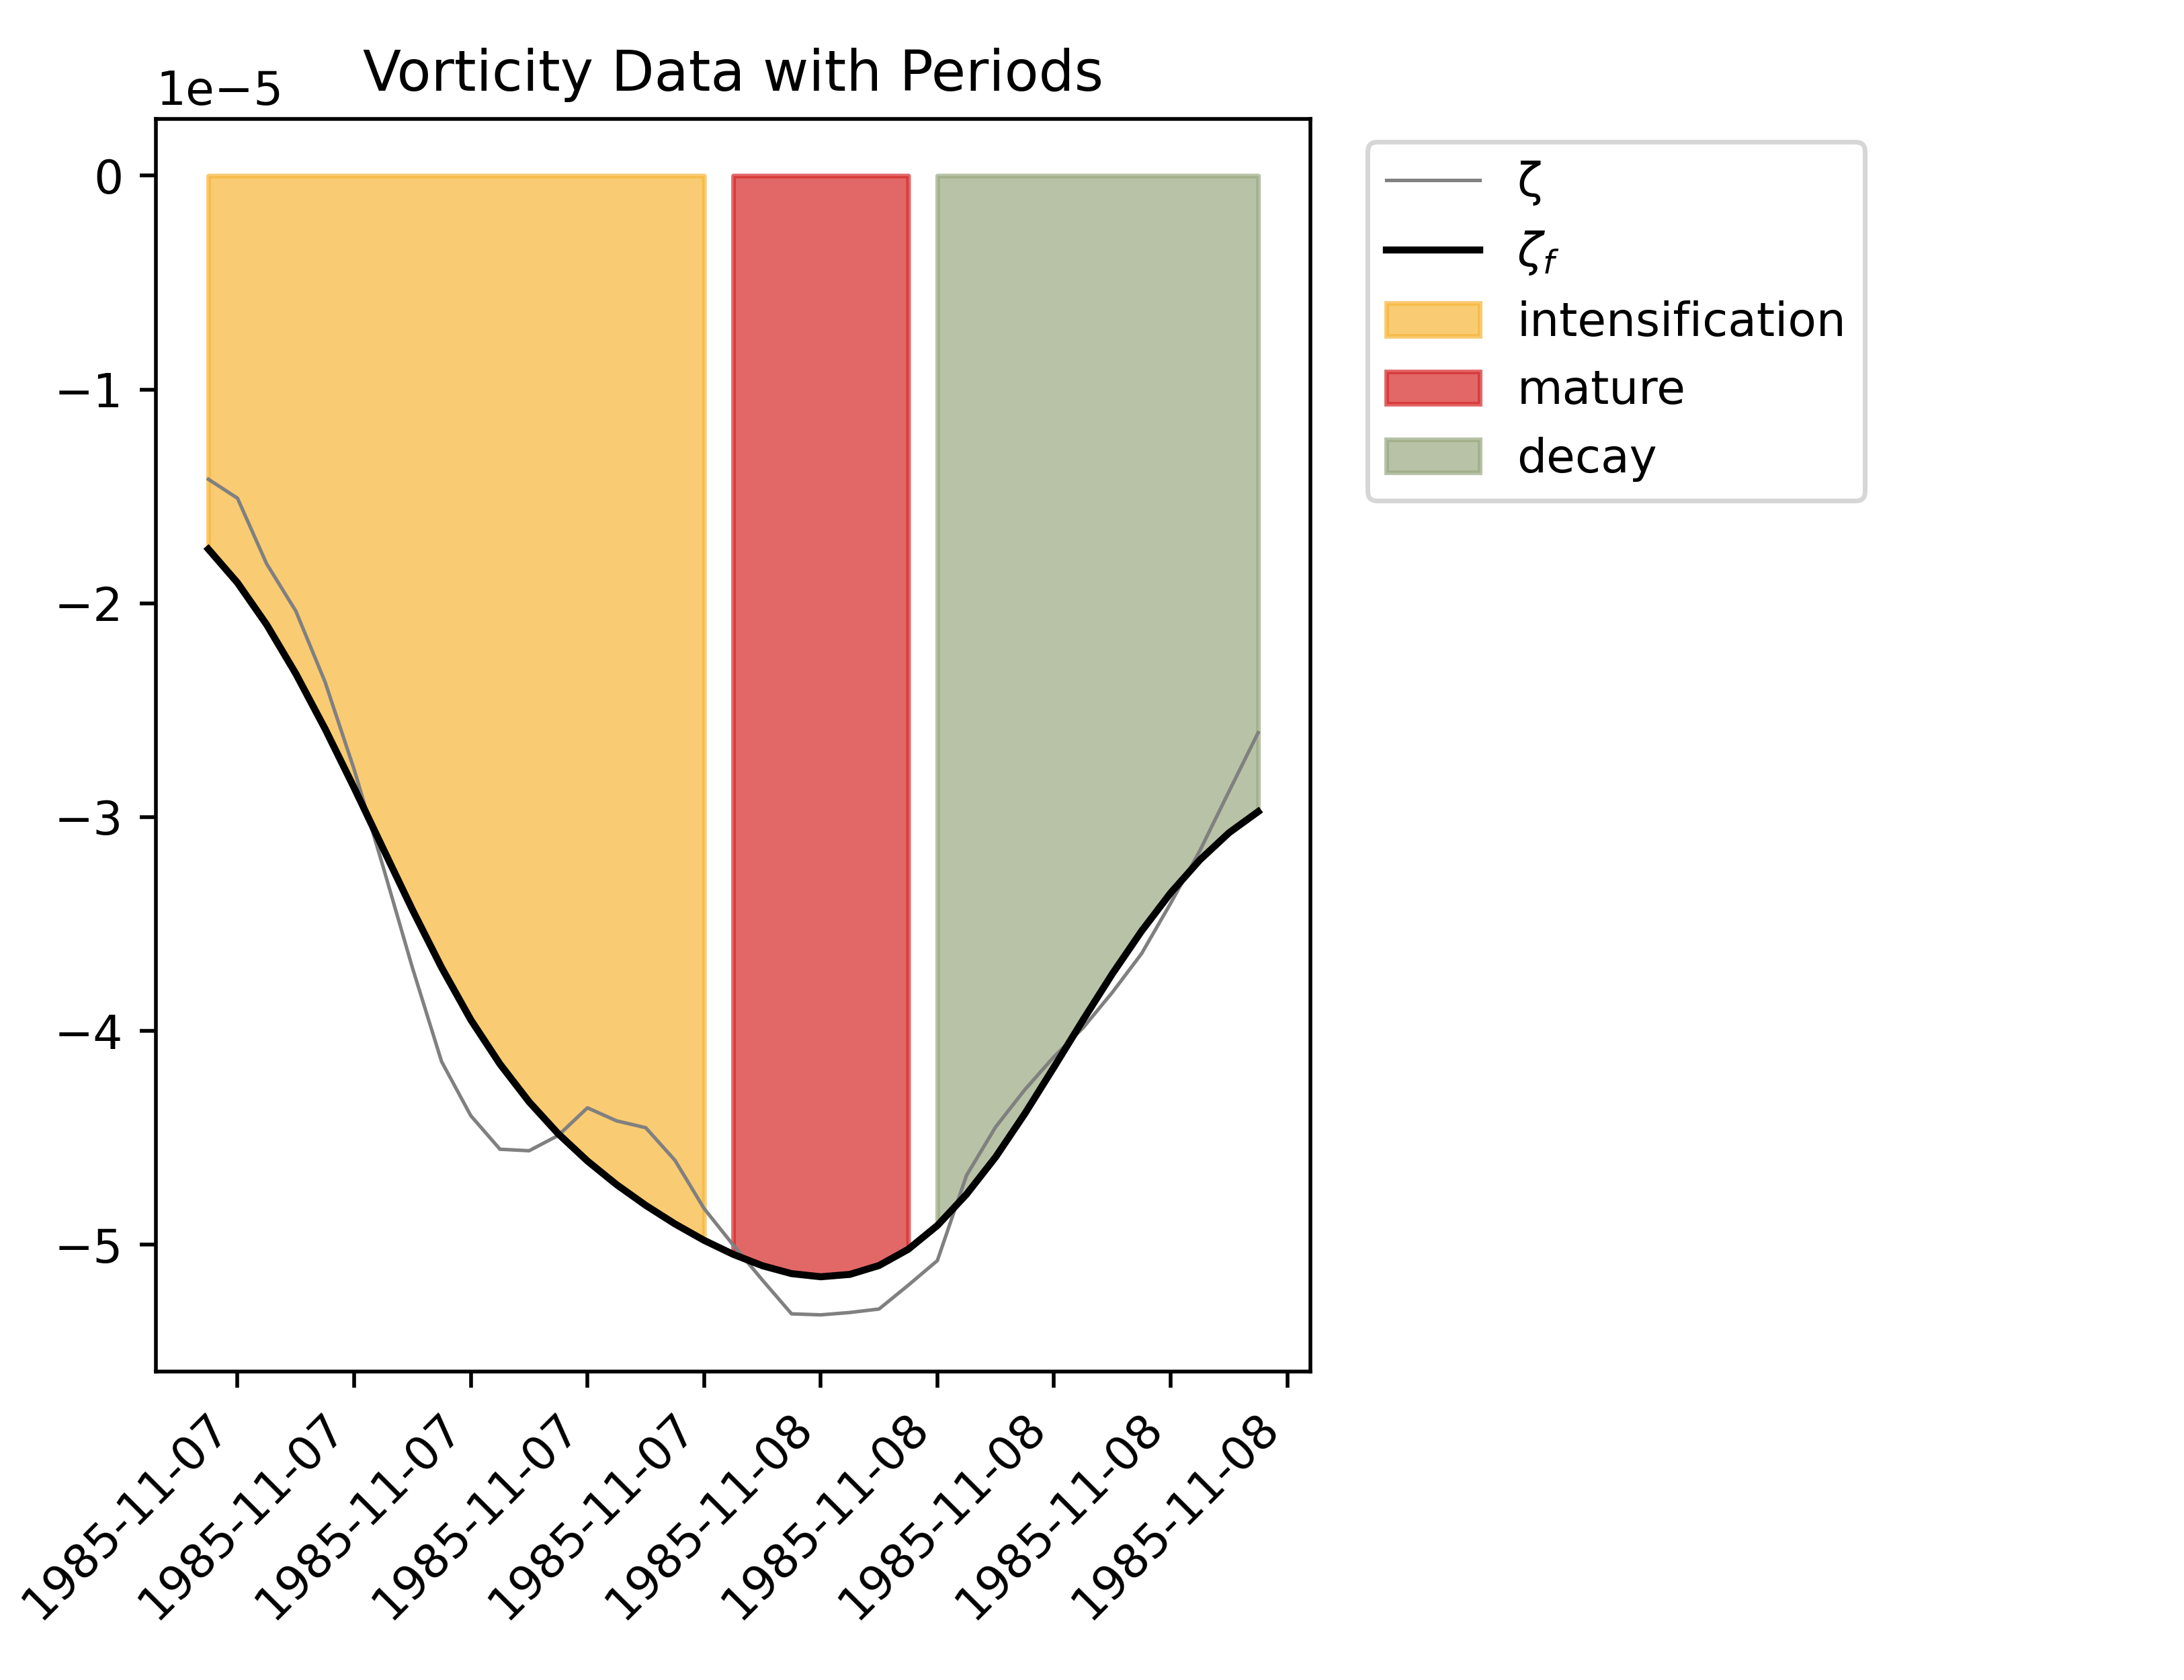 Vorticity Data with Periods
1e−5
0
−1
−2
−3
−4
−5
1985-11-07
1985-11-07
1985-11-07
1985-11-07
1985-11-07
1985-11-08
1985-11-08
1985-11-08
1985-11-08
1985-11-08
ζ
ζf
intensification
mature
decay